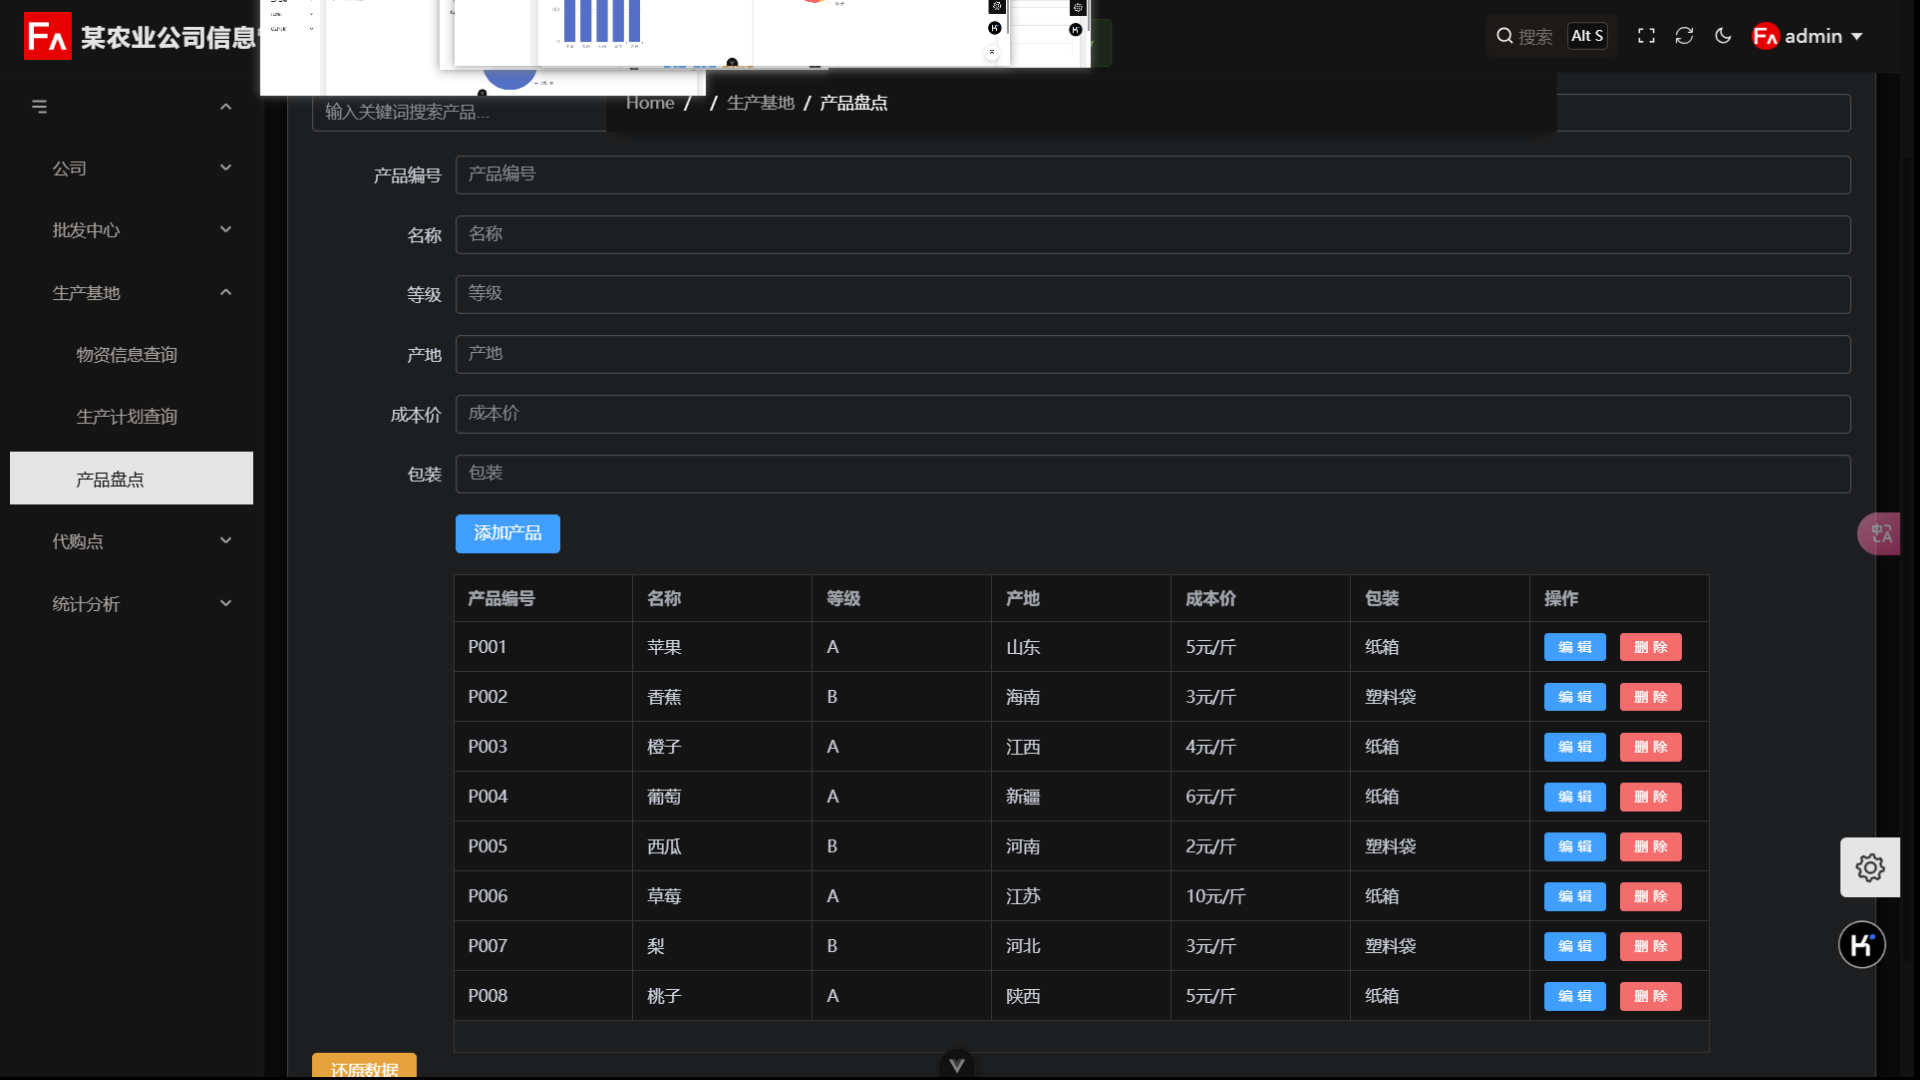 FA 某农业公司信息
搜索 Alt S
FA admin
Home / / 生产基地 / 产品盘点
输入关键词搜索产品...
公司
批发中心
生产基地
物资信息查询
生产计划查询
产品盘点
代购点
统计分析
产品编号 产品编号
名称 名称
等级 等级
产地 产地
成本价 成本价
包装 包装
添加产品
产品编号 名称 等级 产地 成本价 包装 操作
P001 苹果 A 山东 5元/斤 纸箱 编辑 删除
P002 香蕉 B 海南 3元/斤 塑料袋 编辑 删除
P003 橙子 A 江西 4元/斤 纸箱 编辑 删除
P004 葡萄 A 新疆 6元/斤 纸箱 编辑 删除
P005 西瓜 B 河南 2元/斤 塑料袋 编辑 删除
P006 草莓 A 江苏 10元/斤 纸箱 编辑 删除
P007 梨 B 河北 3元/斤 塑料袋 编辑 删除
P008 桃子 A 陕西 5元/斤 纸箱 编辑 删除
还原数据